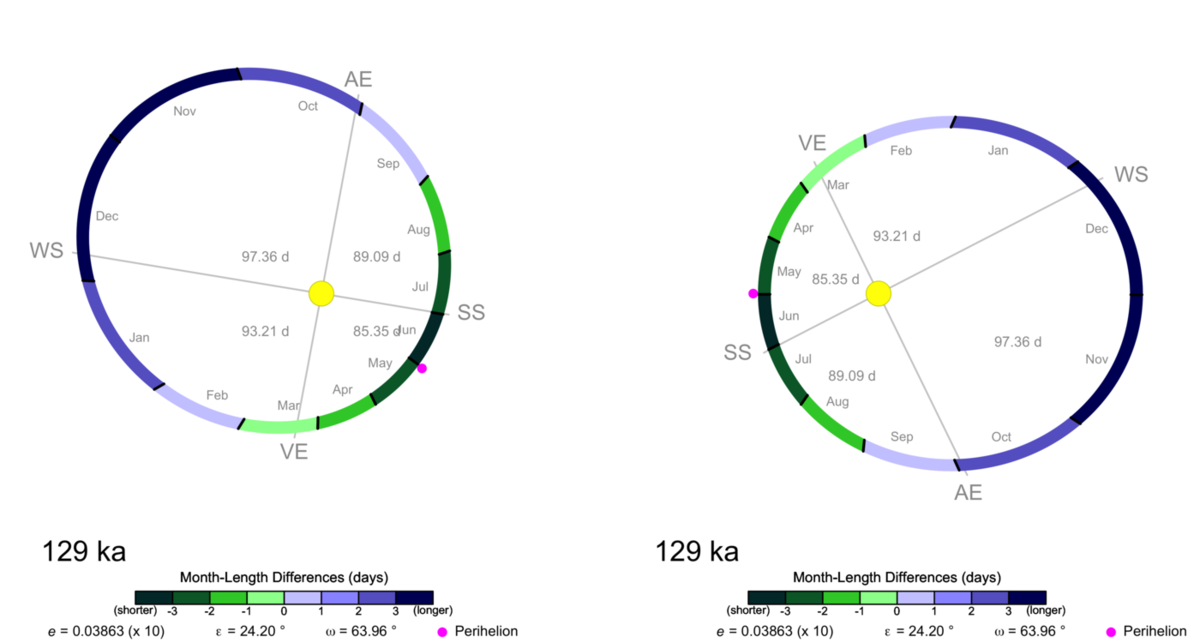 AE
Oct
Nov
Sep
Dec
Aug
WS
97.36 d
89.09 d
Jul
SS
93.21 d
85.35 d
Jun
Jan
May
Feb
Apr
Mar
VE
129 ka
Month-Length Differences (days)
(shorter) -3 -2 -1 0 1 2 3 (longer)
e = 0.03863 (x 10) ε = 24.20 ° ω = 63.96 ° Perihelion
VE
Feb
Jan
WS
Mar
Apr
Dec
93.21 d
May
85.35 d
Jun
SS
97.36 d
Jul
Nov
89.09 d
Aug
Sep
Oct
AE
129 ka
Month-Length Differences (days)
(shorter) -3 -2 -1 0 1 2 3 (longer)
e = 0.03863 (x 10) ε = 24.20 ° ω = 63.96 ° Perihelion